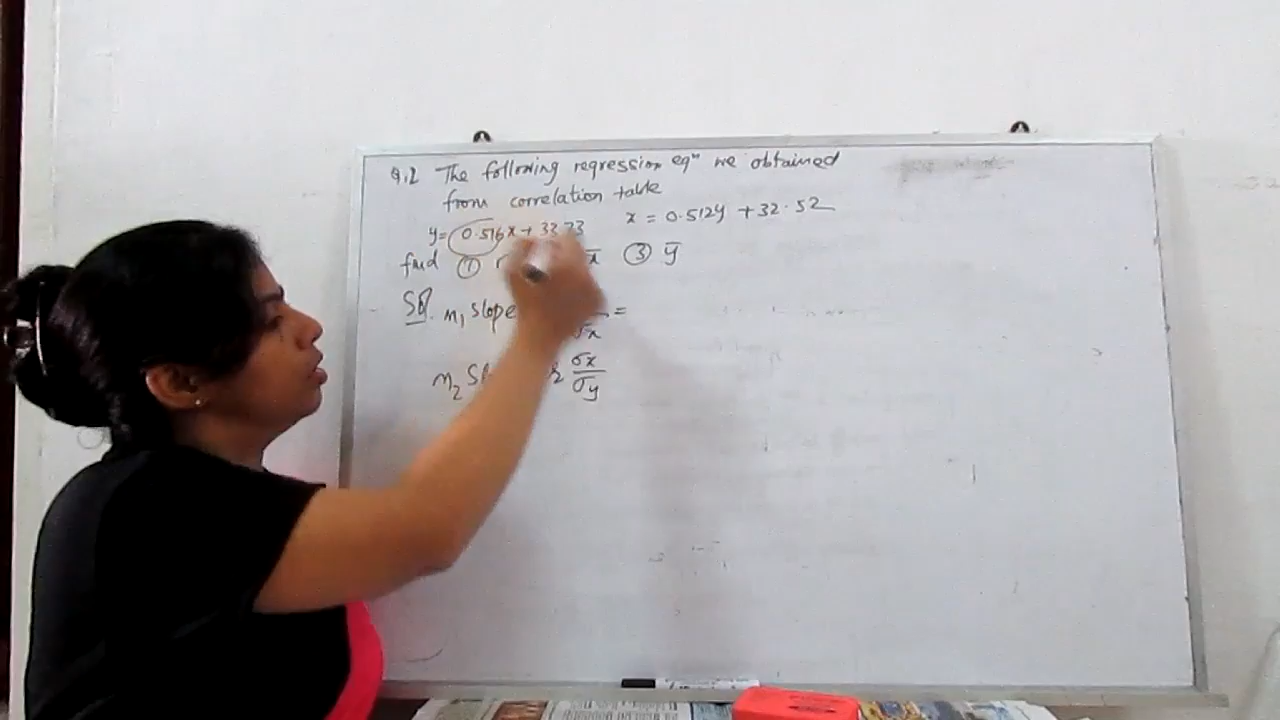 Q.2 The following regression eqⁿ we obtained
from correlation table
y= 0.516x + 33.73 x = 0.512y + 32.52
find ① r x̄ ③ ȳ
Sol. m₁ slope σx =
m₂ r σx/σy